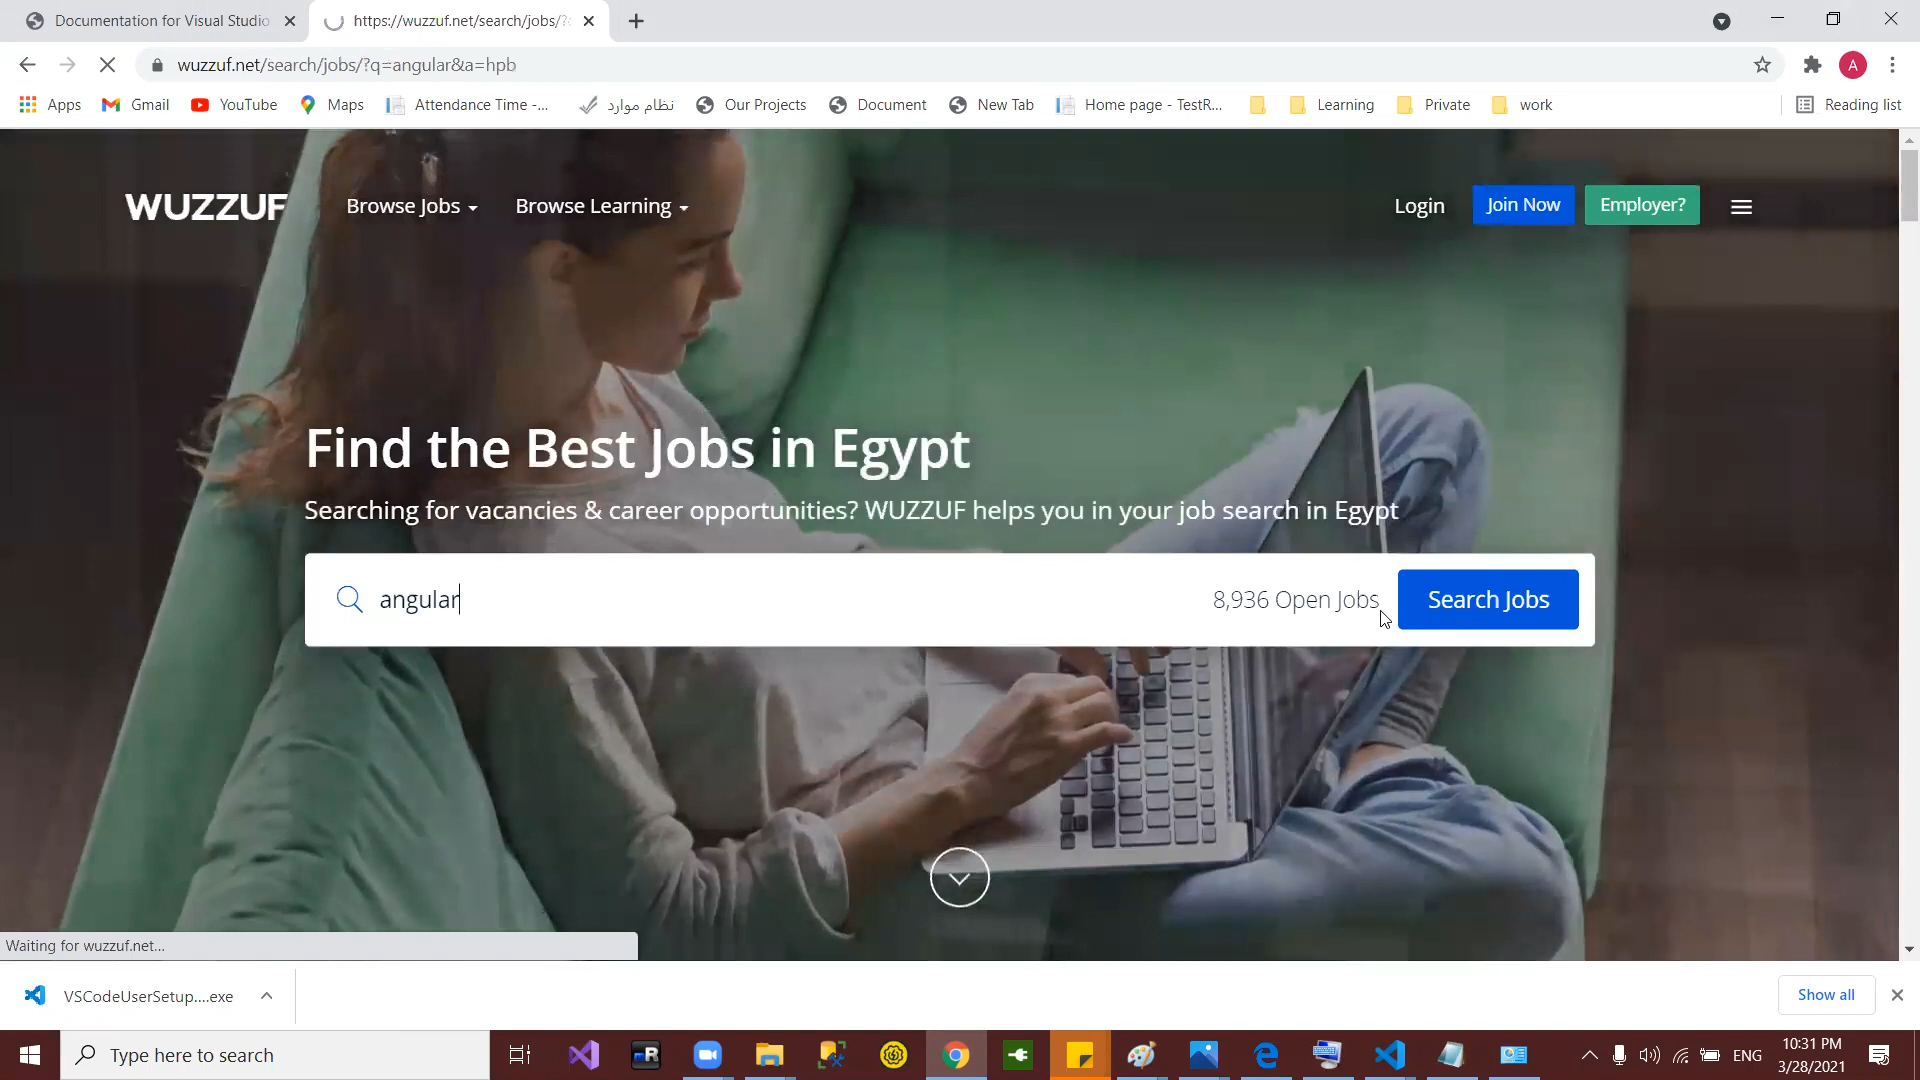 Documentation for Visual Studio
https://wuzzuf.net/search/jobs/?
wuzzuf.net/search/jobs/?q=angular&a=hpb
A
Apps
Gmail
YouTube
Maps
Attendance Time -...
نظام موارد
Our Projects
Document
New Tab
Home page - TestR...
Learning
Private
work
Reading list
WUZZUF
Browse Jobs
Browse Learning
Login
Join Now
Employer?
Find the Best Jobs in Egypt
Searching for vacancies & career opportunities? WUZZUF helps you in your job search in Egypt
angular
8,936 Open Jobs
Search Jobs
Waiting for wuzzuf.net...
VSCodeUserSetup....exe
Show all
Type here to search
ENG
10:31 PM
3/28/2021